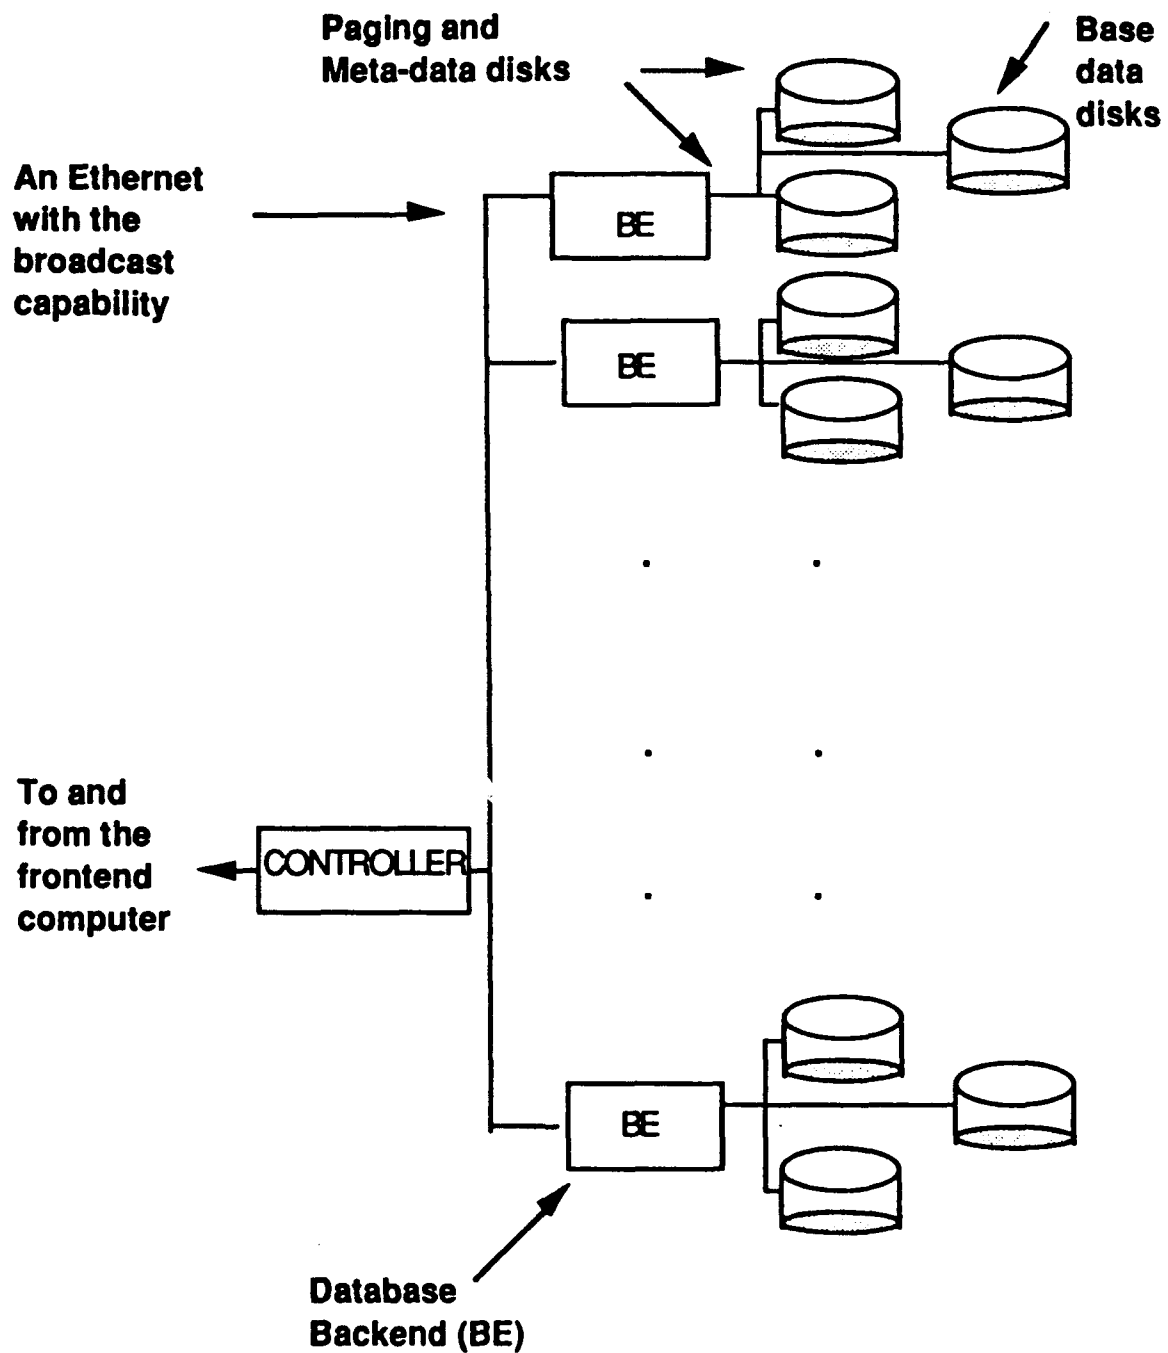 Paging and
Meta-data disks
Base
data
disks
An Ethernet
with the
broadcast
capability
BE
BE
To and
from the
frontend
computer
CONTROLLER
BE
Database
Backend (BE)